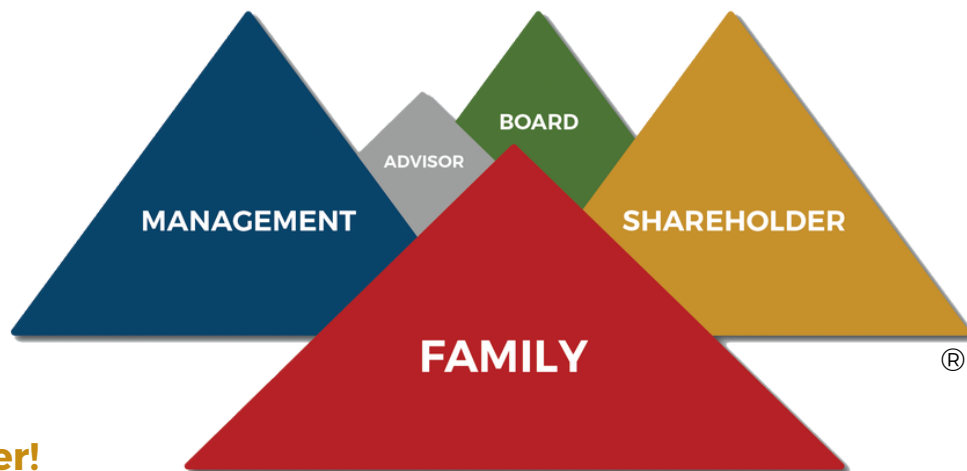 BOARD
ADVISOR
MANAGEMENT
SHAREHOLDER
FAMILY
®
er!